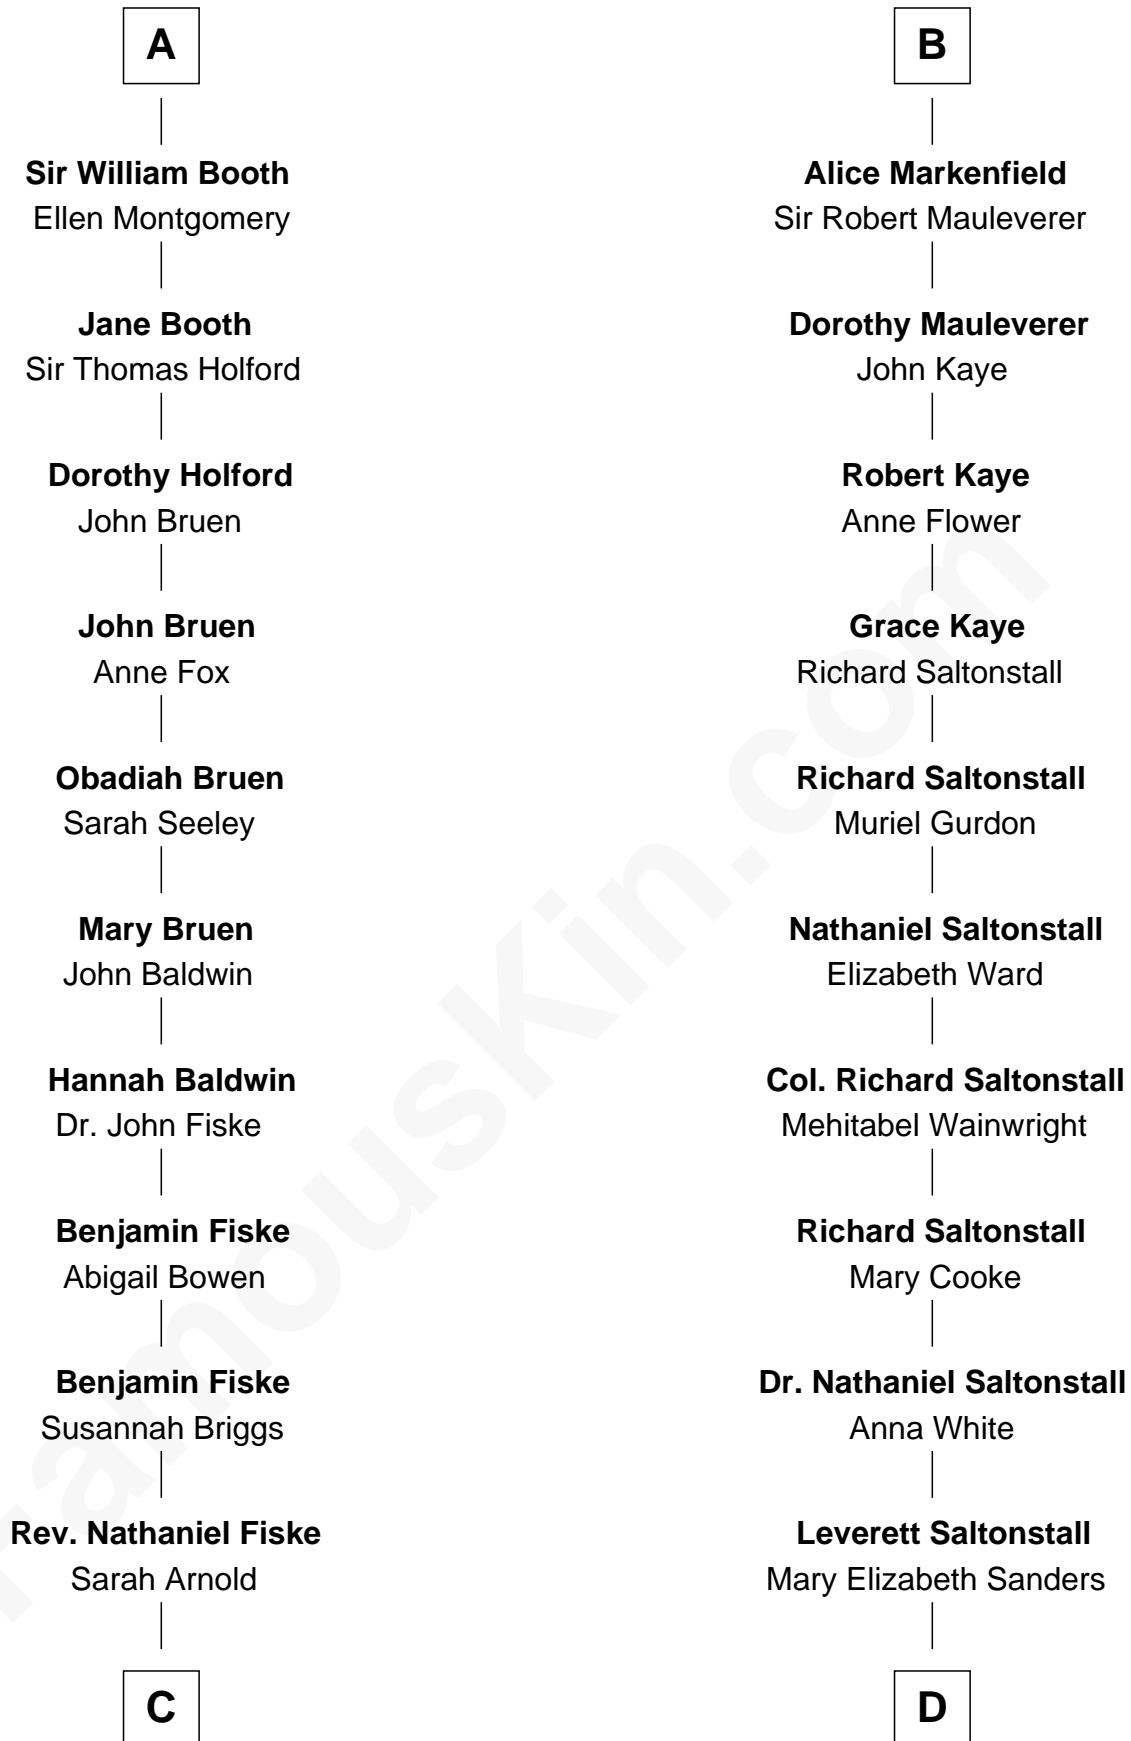 A
Sir William Booth
Ellen Montgomery
Jane Booth
Sir Thomas Holford
Dorothy Holford
John Bruen
John Bruen
Anne Fox
Obadiah Bruen
Sarah Seeley
Mary Bruen
John Baldwin
Hannah Baldwin
Dr. John Fiske
Benjamin Fiske
Abigail Bowen
Benjamin Fiske
Susannah Briggs
Rev. Nathaniel Fiske
Sarah Arnold
C
B
Alice Markenfield
Sir Robert Mauleverer
Dorothy Mauleverer
John Kaye
Robert Kaye
Anne Flower
Grace Kaye
Richard Saltonstall
Richard Saltonstall
Muriel Gurdon
Nathaniel Saltonstall
Elizabeth Ward
Col. Richard Saltonstall
Mehitabel Wainwright
Richard Saltonstall
Mary Cooke
Dr. Nathaniel Saltonstall
Anna White
Leverett Saltonstall
Mary Elizabeth Sanders
D
FamousKin.com